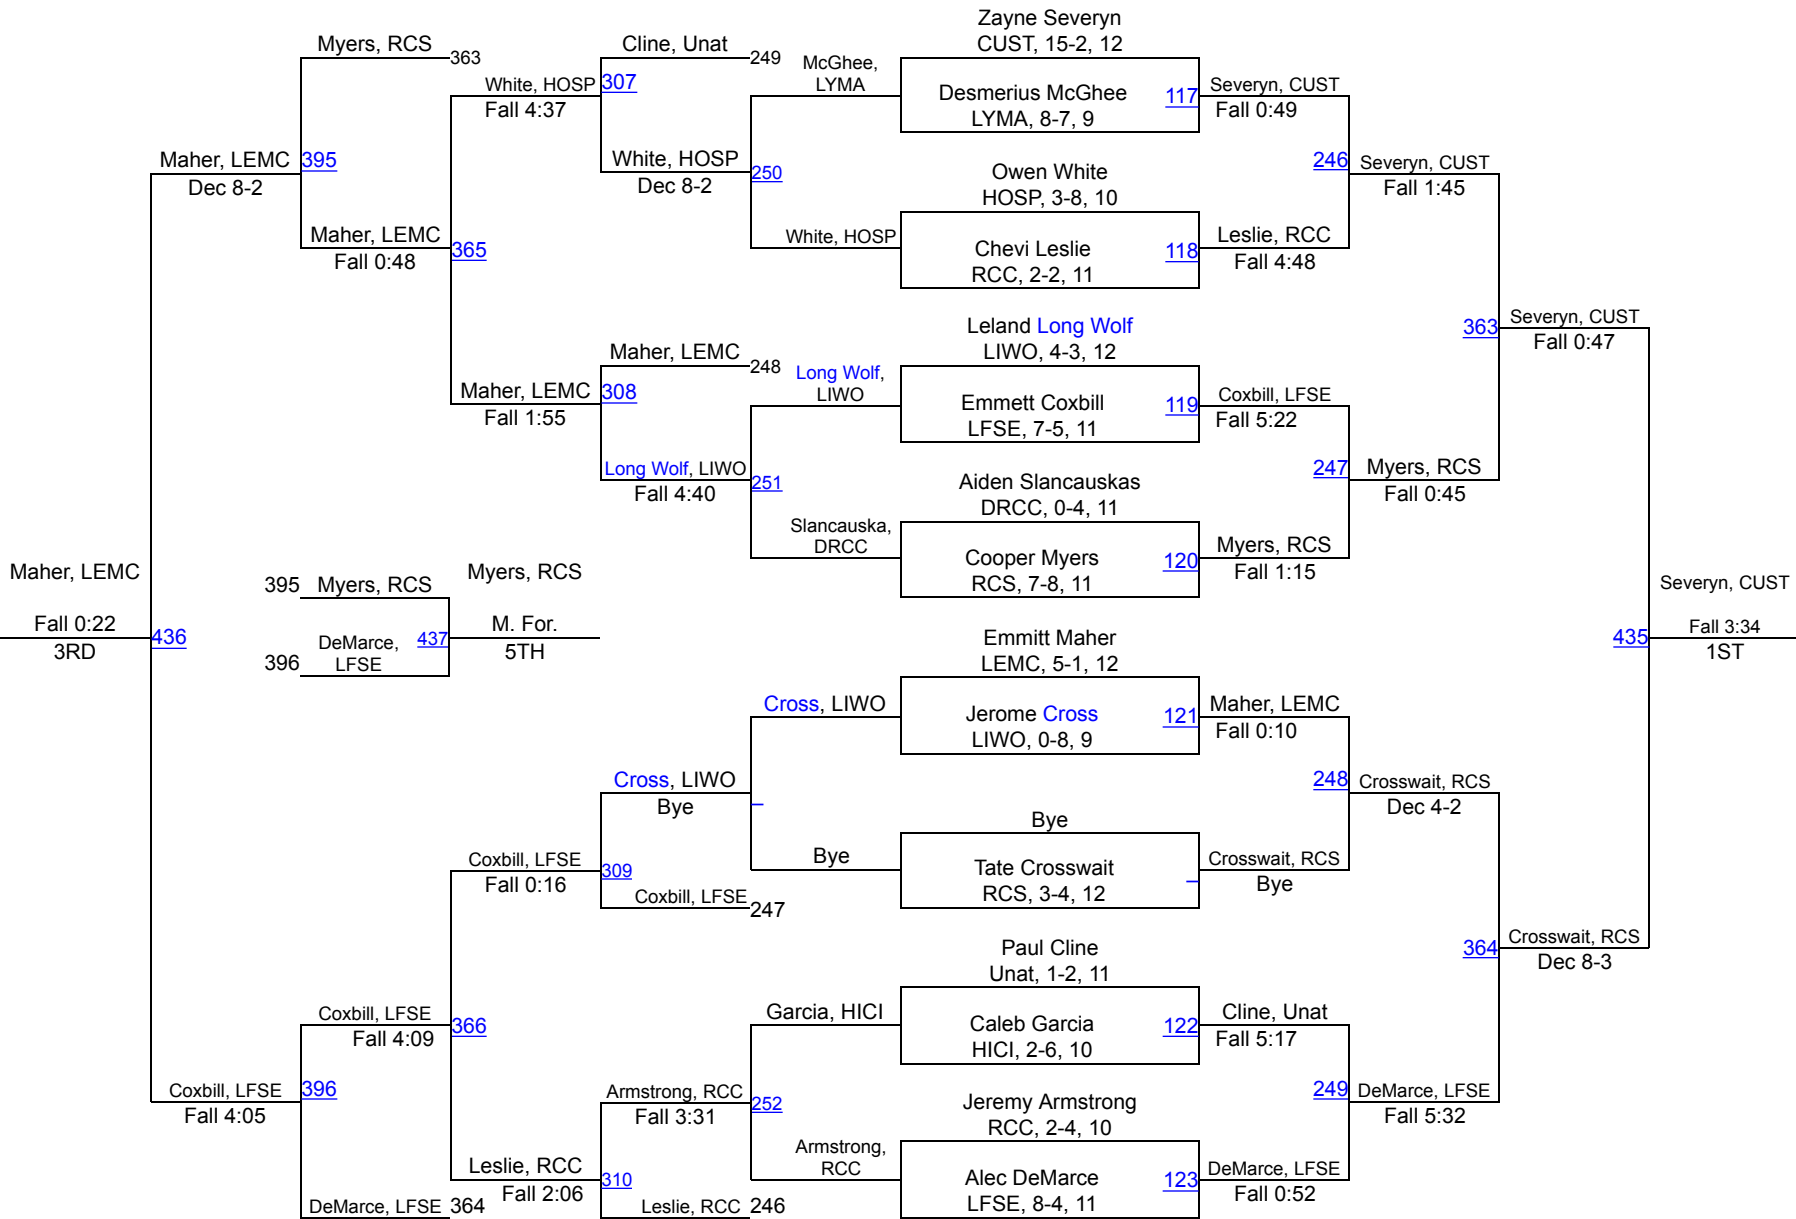 Zayne Severyn
CUST, 15-2, 12
Myers, RCS
363
Cline, Unat
249
McGhee,
LYMA
White, HOSP
307
Fall 4:37
Desmerius McGhee
LYMA, 8-7, 9
117
Severyn, CUST
Fall 0:49
Maher, LEMC
395
Dec 8-2
White, HOSP
250
Dec 8-2
Owen White
HOSP, 3-8, 10
246
Severyn, CUST
Fall 1:45
Maher, LEMC
365
Fall 0:48
White, HOSP
Chevi Leslie
RCC, 2-2, 11
118
Leslie, RCC
Fall 4:48
Leland Long Wolf
LIWO, 4-3, 12
363
Severyn, CUST
Fall 0:47
Maher, LEMC
248
Long Wolf,
LIWO
Maher, LEMC
308
Fall 1:55
Emmett Coxbill
LFSE, 7-5, 11
119
Coxbill, LFSE
Fall 5:22
Long Wolf, LIWO
251
Fall 4:40
Aiden Slancauskas
DRCC, 0-4, 11
247
Myers, RCS
Fall 0:45
Slancauska,
DRCC
Cooper Myers
RCS, 7-8, 11
120
Myers, RCS
Fall 1:15
Maher, LEMC
395
Myers, RCS
Myers, RCS
Severyn, CUST
Fall 0:22
436
3RD
DeMarce,
LFSE
396
437
M. For.
5TH
435
Fall 3:34
1ST
Emmitt Maher
LEMC, 5-1, 12
Cross, LIWO
Jerome Cross
LIWO, 0-8, 9
121
Maher, LEMC
Fall 0:10
Cross, LIWO
Bye
248
Crosswait, RCS
Dec 4-2
Bye
Coxbill, LFSE
309
Fall 0:16
Bye
Tate Crosswait
RCS, 3-4, 12
Crosswait, RCS
Bye
Coxbill, LFSE
247
Paul Cline
Unat, 1-2, 11
364
Crosswait, RCS
Dec 8-3
Coxbill, LFSE
366
Fall 4:09
Garcia, HICI
Caleb Garcia
HICI, 2-6, 10
122
Cline, Unat
Fall 5:17
Coxbill, LFSE
396
Fall 4:05
Armstrong, RCC
252
Fall 3:31
Jeremy Armstrong
RCC, 2-4, 10
249
DeMarce, LFSE
Fall 5:32
Armstrong,
RCC
Leslie, RCC
310
Fall 2:06
Alec DeMarce
LFSE, 8-4, 11
123
DeMarce, LFSE
Fall 0:52
DeMarce, LFSE
364
Leslie, RCC
246